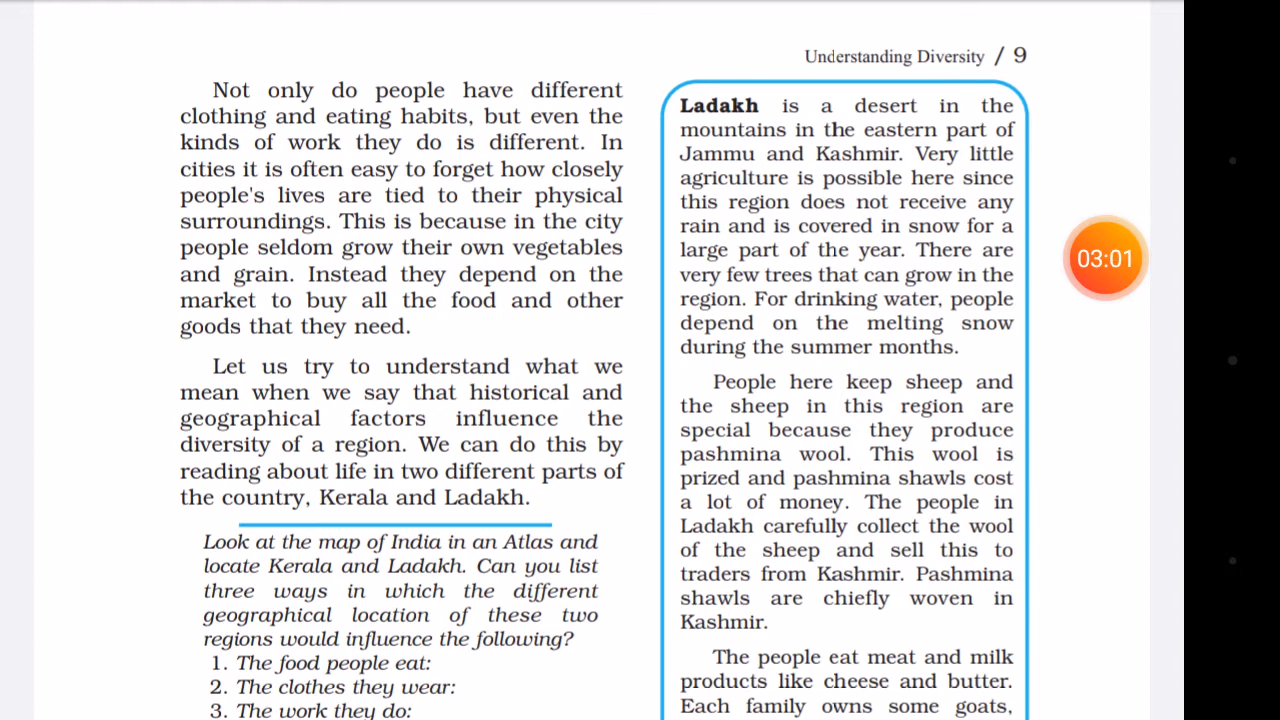 Understanding Diversity / 9
Not only do people have different
clothing and eating habits, but even the
kinds of work they do is different. In
cities it is often easy to forget how closely
people's lives are tied to their physical
surroundings. This is because in the city
people seldom grow their own vegetables
and grain. Instead they depend on the
market to buy all the food and other
goods that they need.
Let us try to understand what we
mean when we say that historical and
geographical factors influence the
diversity of a region. We can do this by
reading about life in two different parts of
the country, Kerala and Ladakh.
Look at the map of India in an Atlas and
locate Kerala and Ladakh. Can you list
three ways in which the different
geographical location of these two
regions would influence the following?
1. The food people eat:
2. The clothes they wear:
3. The work they do:
Ladakh is a desert in the
mountains in the eastern part of
Jammu and Kashmir. Very little
agriculture is possible here since
this region does not receive any
rain and is covered in snow for a
large part of the year. There are
very few trees that can grow in the
region. For drinking water, people
depend on the melting snow
during the summer months.
People here keep sheep and
the sheep in this region are
special because they produce
pashmina wool. This wool is
prized and pashmina shawls cost
a lot of money. The people in
Ladakh carefully collect the wool
of the sheep and sell this to
traders from Kashmir. Pashmina
shawls are chiefly woven in
Kashmir.
The people eat meat and milk
products like cheese and butter.
Each family owns some goats,
03:01